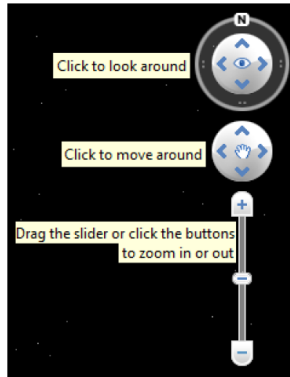 N
Click to look around
Click to move around
Drag the slider or click the buttons
to zoom in or out